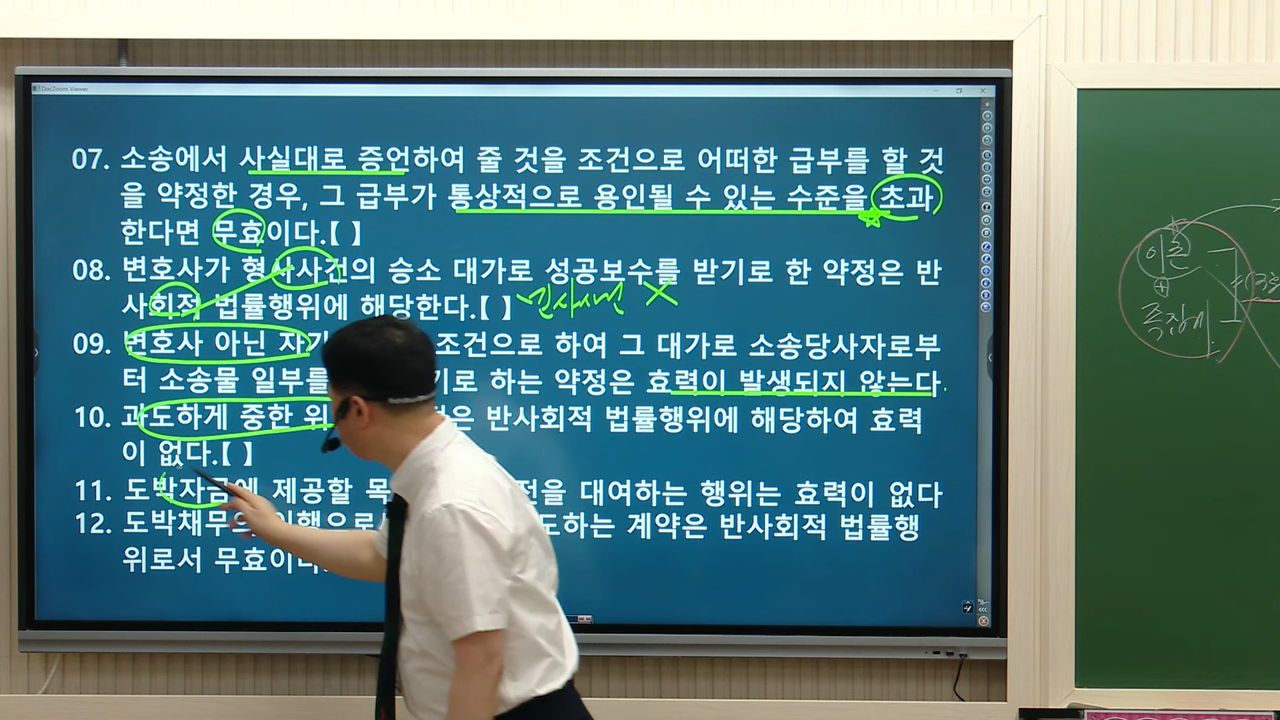 DocZoom Viewer
07. 소송에서 사실대로 증언하여 줄 것을 조건으로 어떠한 급부를 할 것
을 약정한 경우, 그 급부가 통상적으로 용인될 수 있는 수준을 초과
한다면 무효이다.【 】
08. 변호사가 형사사건의 승소 대가로 성공보수를 받기로 한 약정은 반
사회적 법률행위에 해당한다.【 】 민사사건 X
09. 변호사 아닌 자가 조건으로 하여 그 대가로 소송당사자로부
터 소송물 일부를 기로 하는 약정은 효력이 발생되지 않는다.
10. 과도하게 중한 위 은 반사회적 법률행위에 해당하여 효력
이 없다.【 】
11. 도박자금에 제공할 목 전을 대여하는 행위는 효력이 없다
12. 도박채무의 이행으로 도하는 계약은 반사회적 법률행
위로서 무효이다.
이른
+